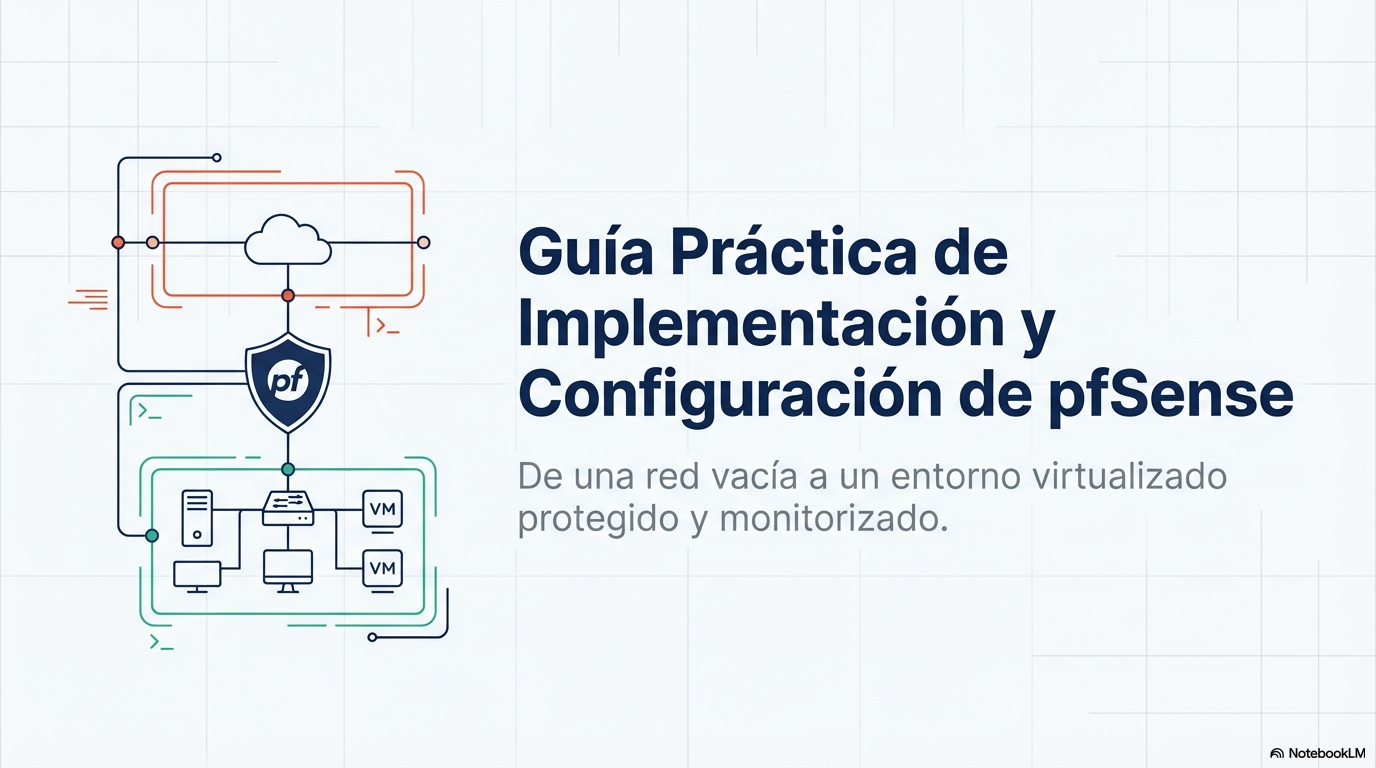 Guía Práctica de
Implementación y
Configuración de pfSense
De una red vacía a un entorno virtualizado
protegido y monitorizado.
>_
pf
>_
VM
VM
>_
NotebookLM